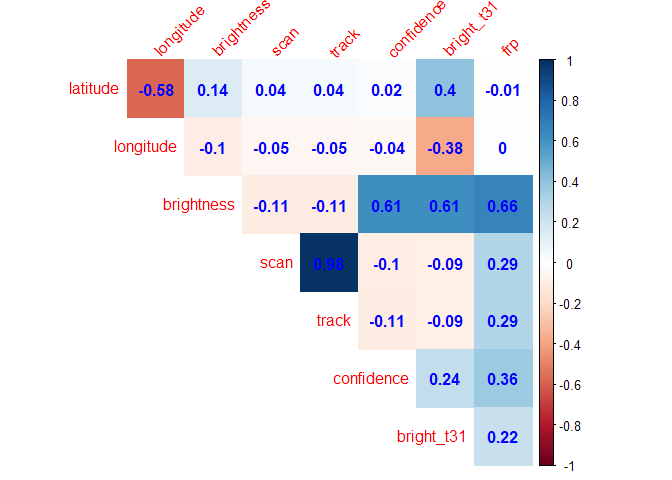 longitude brightness scan track confidence bright_t31 frp
latitude -0.58 0.14 0.04 0.04 0.02 0.4 -0.01
longitude -0.1 -0.05 -0.05 -0.04 -0.38 0
brightness -0.11 -0.11 0.61 0.61 0.66
scan 0.98 -0.1 -0.09 0.29
track -0.11 -0.09 0.29
confidence 0.24 0.36
bright_t31 0.22
1
0.8
0.6
0.4
0.2
0
-0.2
-0.4
-0.6
-0.8
-1